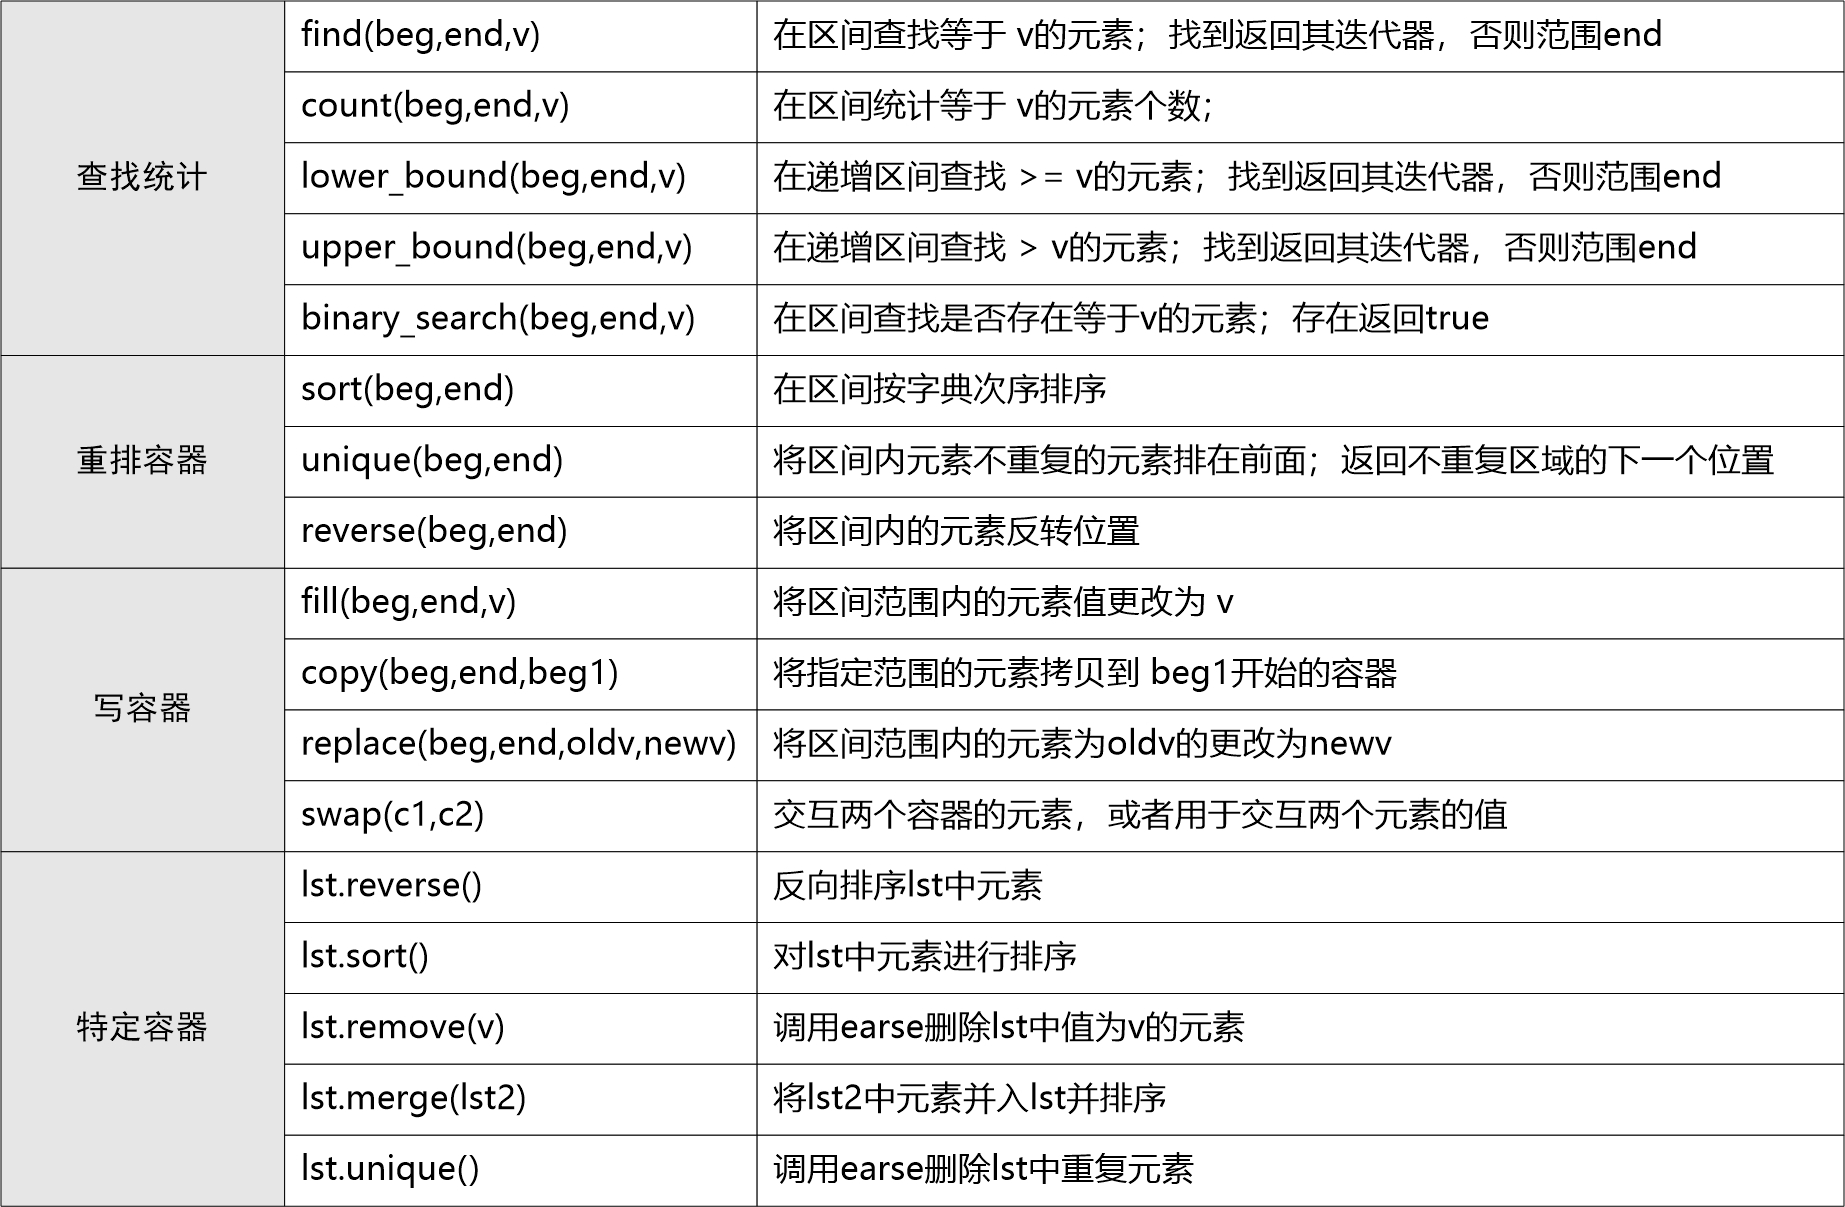 查找统计
find(beg,end,v)
在区间查找等于 v的元素；找到返回其迭代器，否则范围end
count(beg,end,v)
在区间统计等于 v的元素个数；
lower_bound(beg,end,v)
在递增区间查找 >= v的元素；找到返回其迭代器，否则范围end
upper_bound(beg,end,v)
在递增区间查找 > v的元素；找到返回其迭代器，否则范围end
binary_search(beg,end,v)
在区间查找是否存在等于v的元素；存在返回true
重排容器
sort(beg,end)
在区间按字典次序排序
unique(beg,end)
将区间内元素不重复的元素排在前面；返回不重复区域的下一个位置
reverse(beg,end)
将区间内的元素反转位置
写容器
fill(beg,end,v)
将区间范围内的元素值更改为 v
copy(beg,end,beg1)
将指定范围的元素拷贝到 beg1开始的容器
replace(beg,end,oldv,newv)
将区间范围内的元素为oldv的更改为newv
swap(c1,c2)
交互两个容器的元素，或者用于交互两个元素的值
特定容器
lst.reverse()
反向排序lst中元素
lst.sort()
对lst中元素进行排序
lst.remove(v)
调用earse删除lst中值为v的元素
lst.merge(lst2)
将lst2中元素并入lst并排序
lst.unique()
调用earse删除lst中重复元素